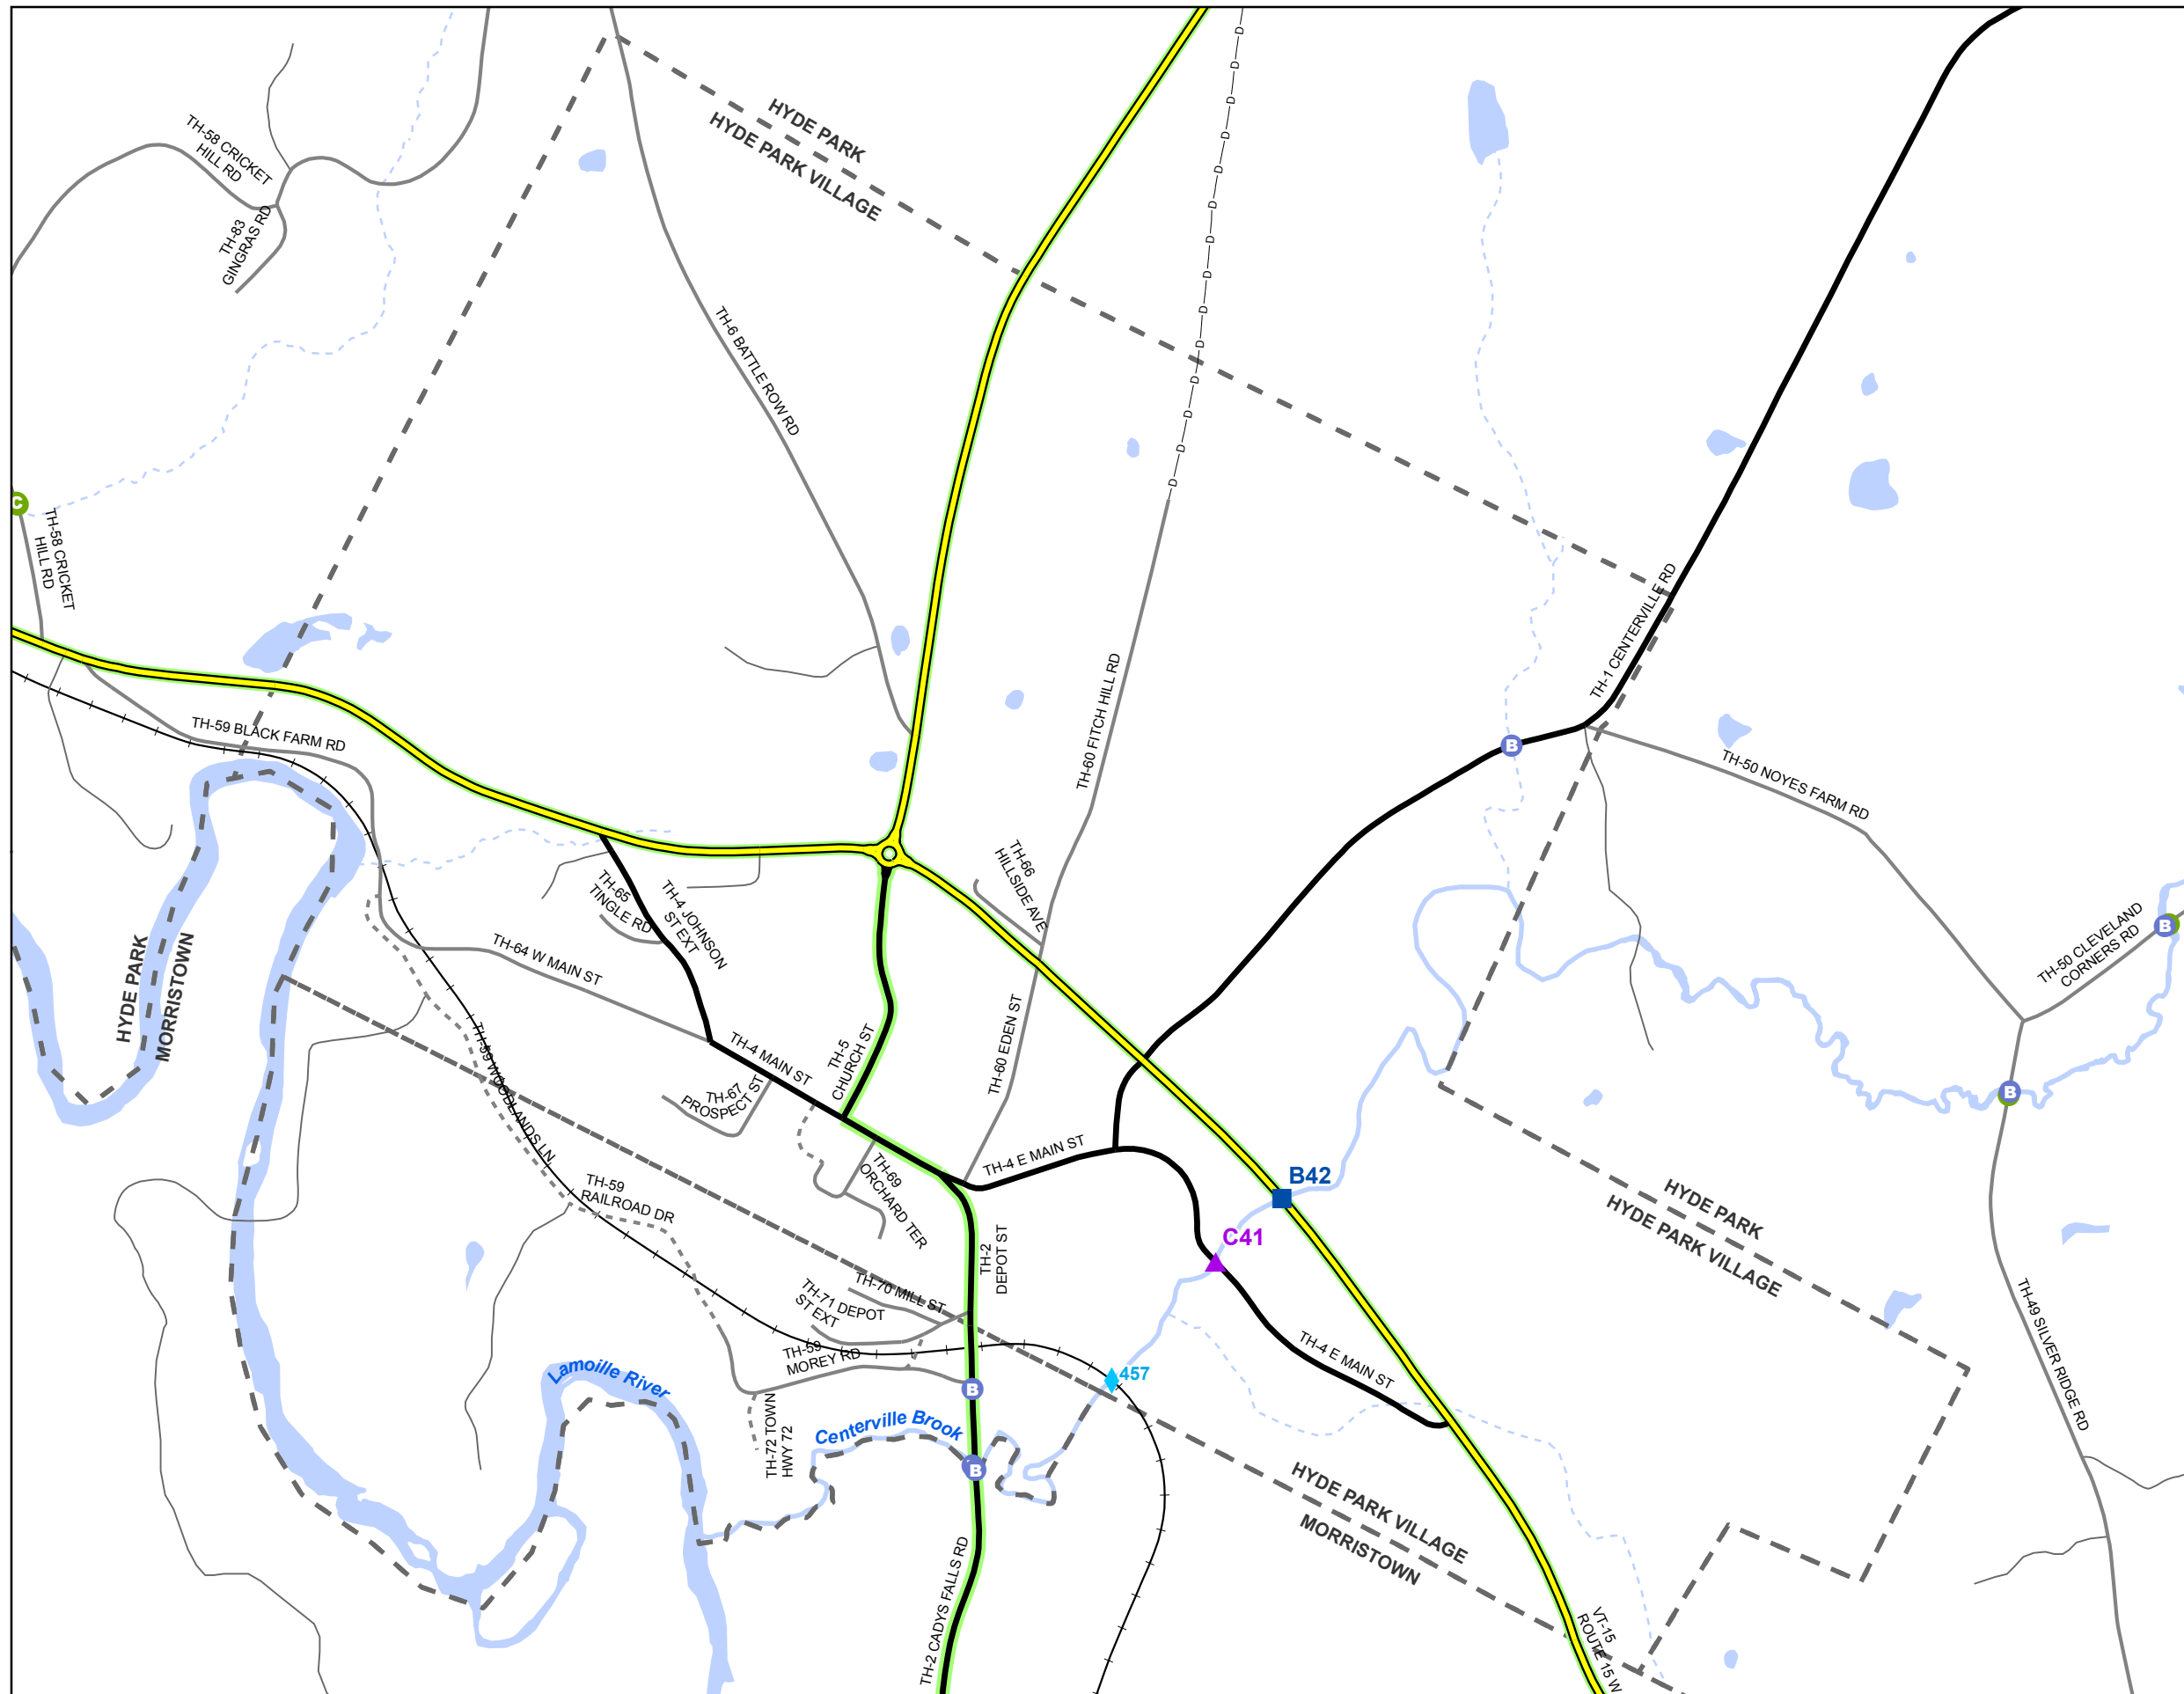 HYDE PARK
HYDE PARK VILLAGE
TH-58 CRICKET
HILL RD
TH-83
GINGRAS RD
TH-6 BATTLE ROW RD
D
D
D
D
D
D
D
D
D
D
D
D
D
D
C
TH-58 CRICKET
HILL RD
TH-1 CENTERVILLE RD
TH-60 FITCH HILL RD
TH-59 BLACK FARM RD
B
TH-50 NOYES FARM RD
TH-66
HILLSIDE AVE
TH-65
TINGLE RD
TH-4 JOHNSON
ST EXT
TH-64 W MAIN ST
TH-50 CLEVELAND
CORNERS RD
B
HYDE PARK
MORRISTOWN
TH-59 WOODLANDS LN
TH-4 MAIN ST
TH-5
CHURCH ST
TH-60 EDEN ST
TH-67
PROSPECT ST
B
TH-4 E MAIN ST
B42
HYDE PARK
HYDE PARK VILLAGE
TH-69
ORCHARD TER
TH-59
RAILROAD DR
C41
TH-2
DEPOT ST
TH-70 MILL ST
TH-71 DEPOT
ST EXT
TH-49 SILVER RIDGE RD
TH-59
MOREY RD
TH-4 E MAIN ST
457
B
Lamoille River
TH-72 TOWN
HWY 72
Centerville Brook
B
HYDE PARK VILLAGE
MORRISTOWN
TH-2 CADYS FALLS RD
VT-15
ROUTE 15 W